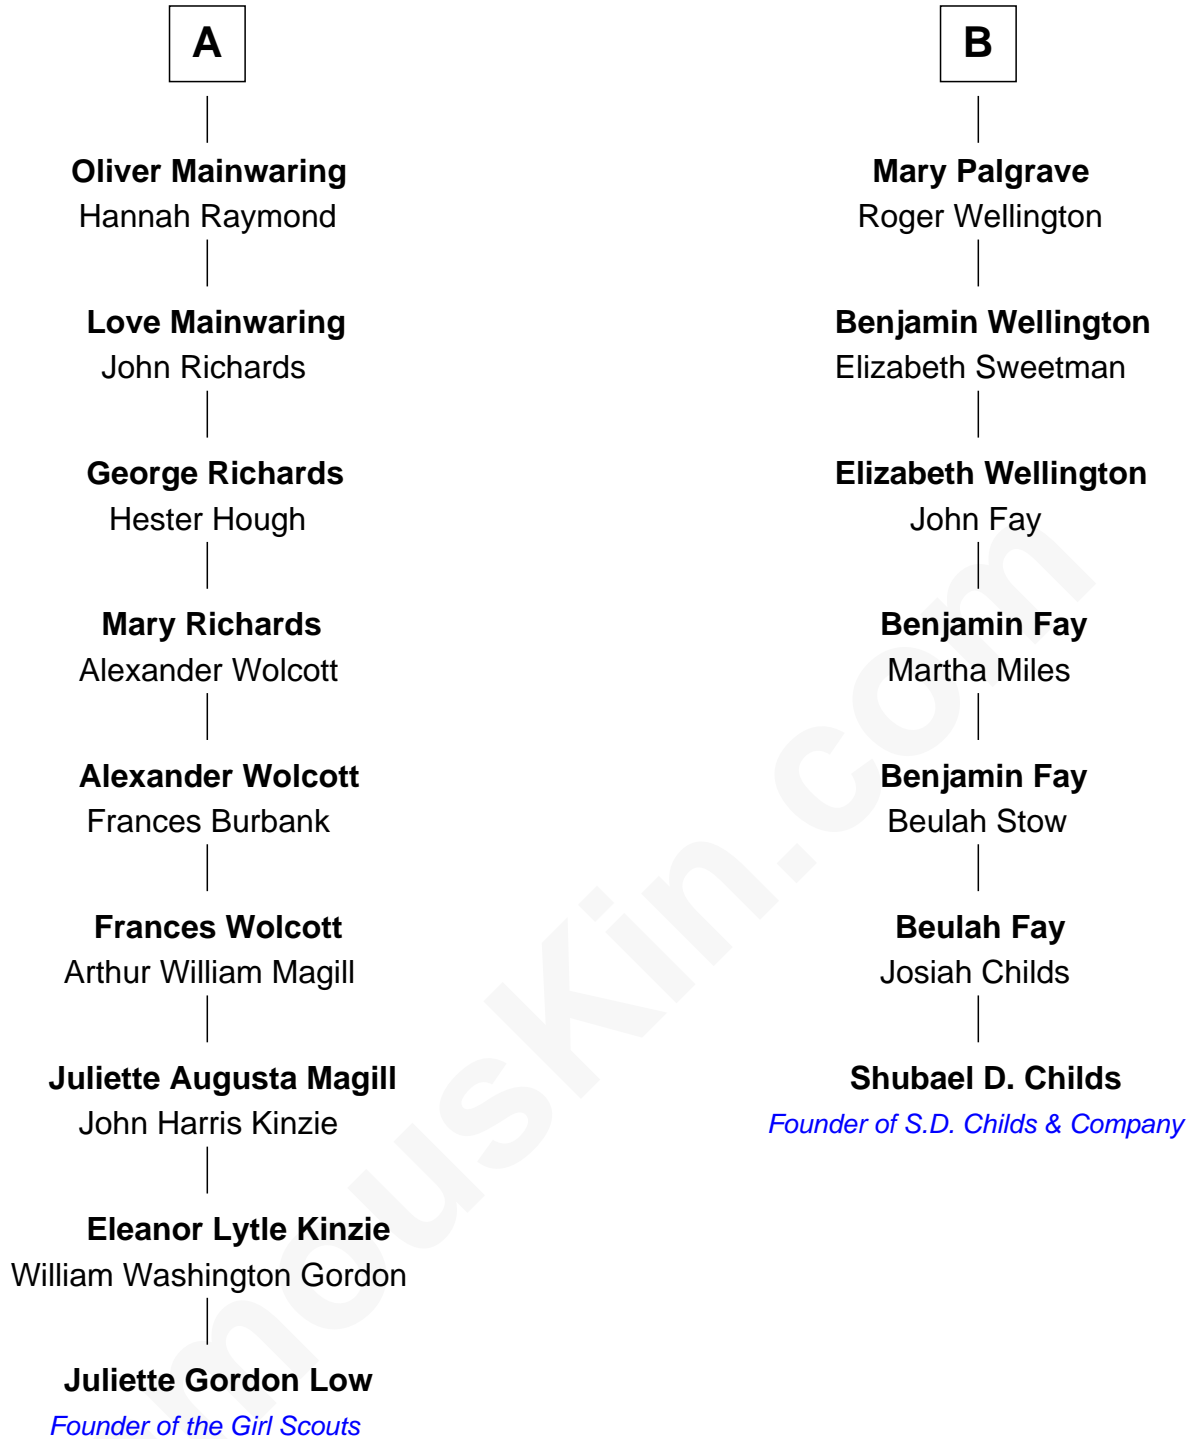 A
Oliver Mainwaring
Hannah Raymond
Love Mainwaring
John Richards
George Richards
Hester Hough
Mary Richards
Alexander Wolcott
Alexander Wolcott
Frances Burbank
Frances Wolcott
Arthur William Magill
Juliette Augusta Magill
John Harris Kinzie
Eleanor Lytle Kinzie
William Washington Gordon
Juliette Gordon Low
Founder of the Girl Scouts
B
Mary Palgrave
Roger Wellington
Benjamin Wellington
Elizabeth Sweetman
Elizabeth Wellington
John Fay
Benjamin Fay
Martha Miles
Benjamin Fay
Beulah Stow
Beulah Fay
Josiah Childs
Shubael D. Childs
Founder of S.D. Childs & Company
mousKin.com